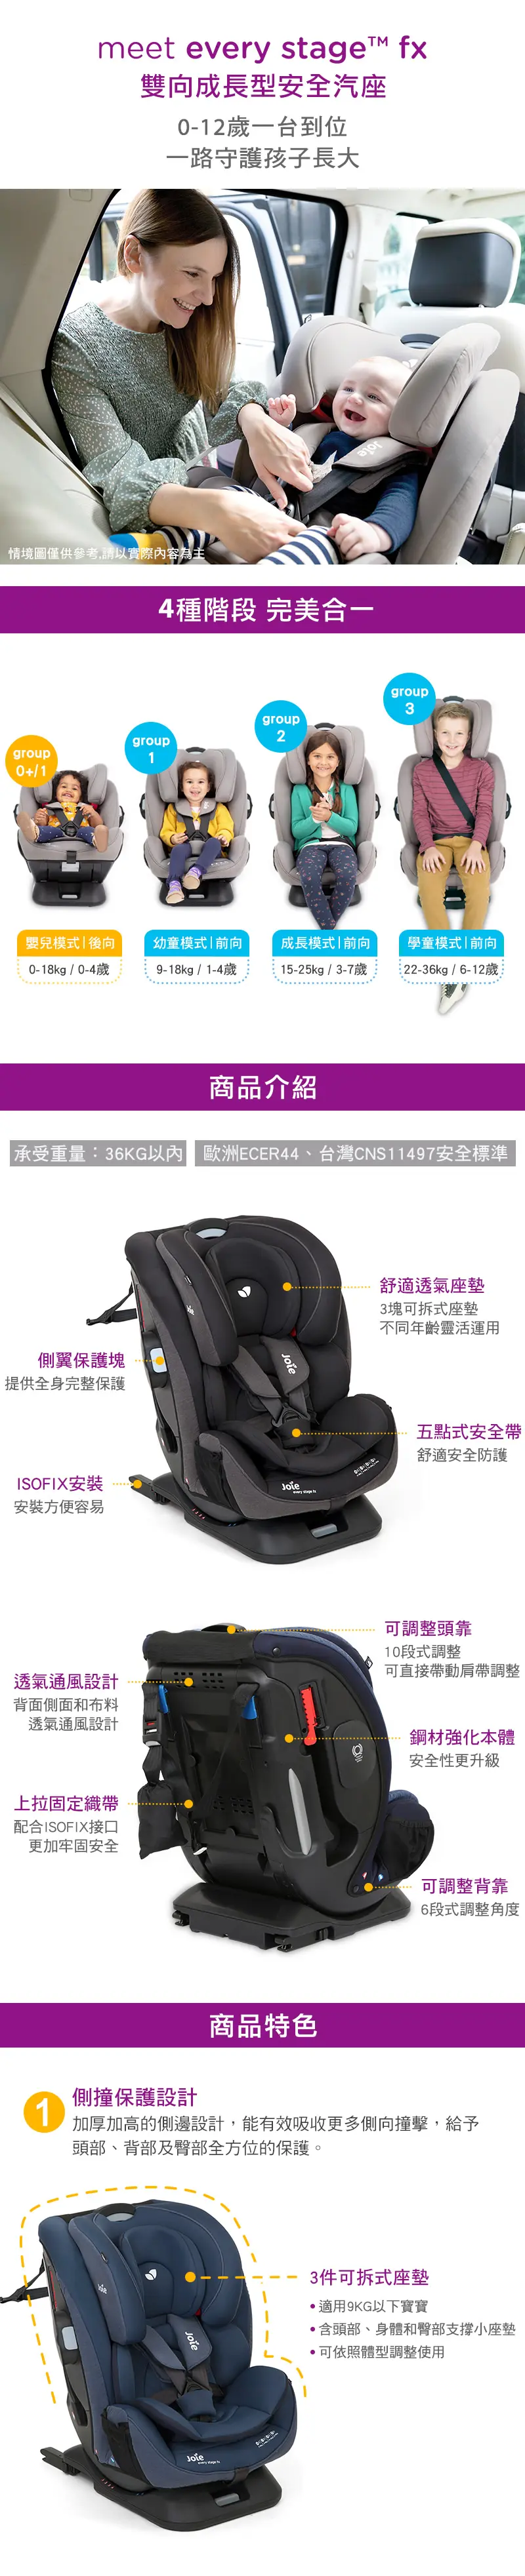 meet every stage™ fx
雙向成長型安全汽座
0-12歲一台到位
一路守護孩子長大
Joie
情境圖僅供參考,請以實際內容為主
4種階段 完美合一
group
0+/1
group
1
group
2
group
3
嬰兒模式|後向
0-18kg / 0-4歲
幼童模式|前向
9-18kg / 1-4歲
成長模式|前向
15-25kg / 3-7歲
學童模式|前向
22-36kg / 6-12歲
商品介紹
承受重量：36KG以內
歐洲ECER44、台灣CNS11497安全標準
舒適透氣座墊
3塊可拆式座墊
不同年齡靈活運用
側翼保護塊
提供全身完整保護
五點式安全帶
舒適安全防護
ISOFIX安裝
安裝方便容易
Joie
Joie
every stage fx
可調整頭靠
10段式調整
可直接帶動肩帶調整
透氣通風設計
背面側面和布料
透氣通風設計
鋼材強化本體
安全性更升級
上拉固定織帶
配合ISOFIX接口
更加牢固安全
可調整背靠
6段式調整角度
商品特色
1
側撞保護設計
加厚加高的側邊設計，能有效吸收更多側向撞擊，給予
頭部、背部及臀部全方位的保護。
3件可拆式座墊
•適用9KG以下寶寶
•含頭部、身體和臀部支撐小座墊
•可依照體型調整使用
Joie
Joie
Joie
every stage fx